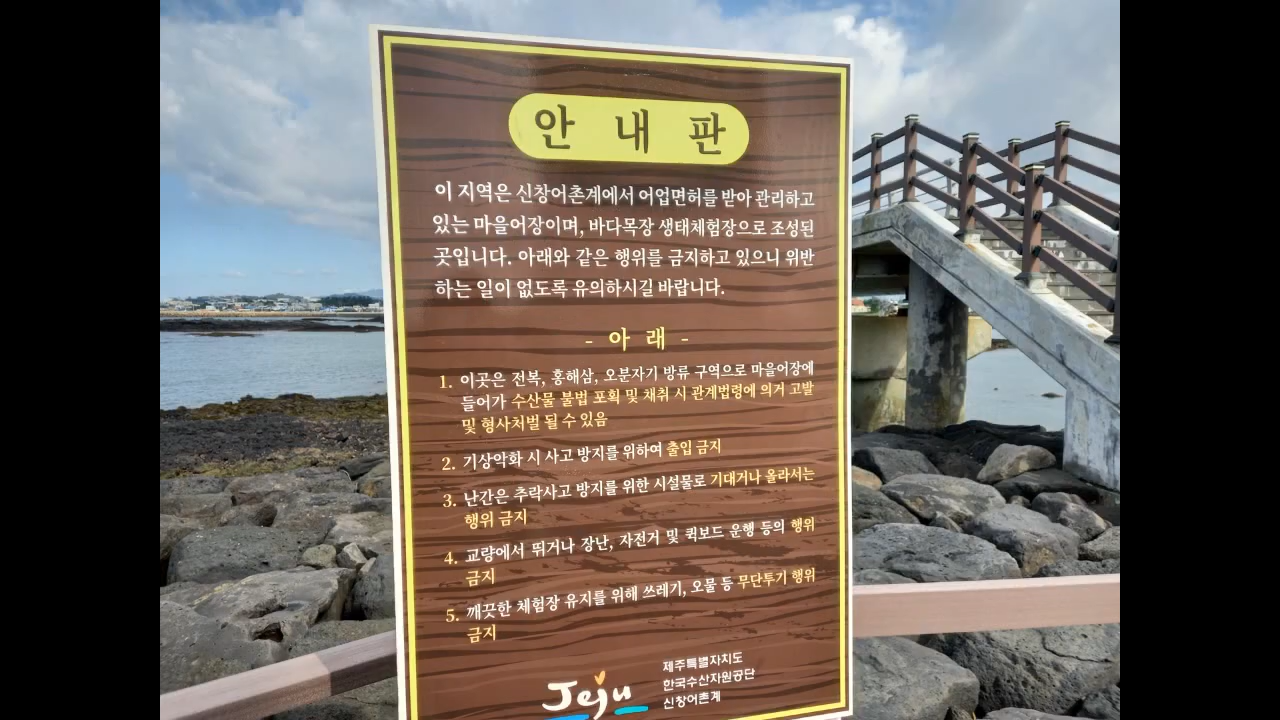 안 내 판
이 지역은 신창어촌계에서 어업면허를 받아 관리하고
있는 마을어장이며, 바다목장 생태체험장으로 조성된
곳입니다. 아래와 같은 행위를 금지하고 있으니 위반
하는 일이 없도록 유의하시길 바랍니다.
- 아 래 -
1. 이곳은 전복, 홍해삼, 오분자기 방류 구역으로 마을어장에
들어가 수산물 불법 포획 및 채취 시 관계법령에 의거 고발
및 형사처벌 될 수 있음
2. 기상악화 시 사고 방지를 위하여 출입 금지
3. 난간은 추락사고 방지를 위한 시설물로 기대거나 올라서는
행위 금지
4. 교량에서 뛰거나 장난, 자전거 및 퀵보드 운행 등의 행위
금지
5. 깨끗한 체험장 유지를 위해 쓰레기, 오물 등 무단투기 행위
금지
Jeju
제주특별자치도
한국수산자원공단
신창어촌계